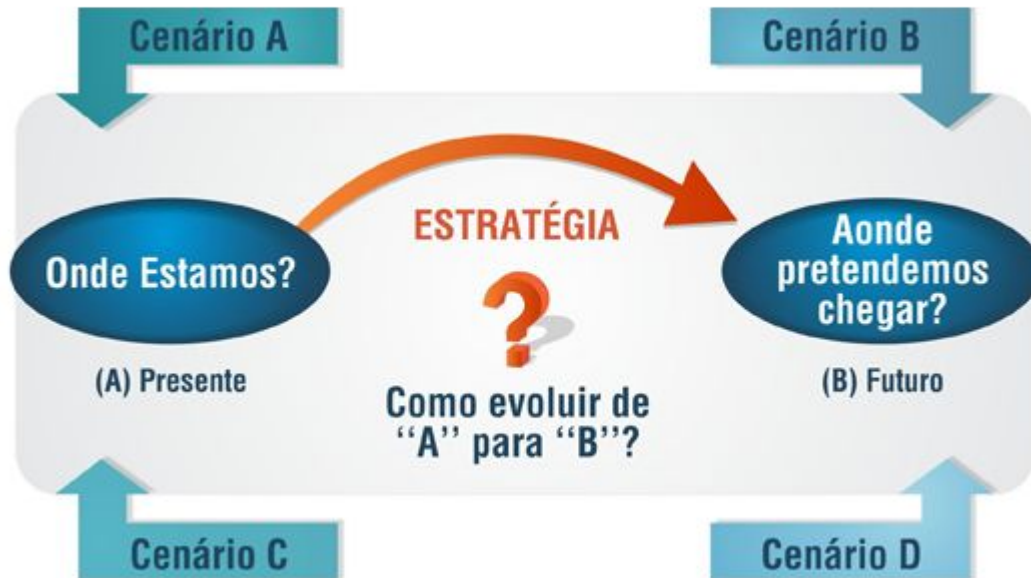 Cenário A
Cenário B
ESTRATÉGIA
Onde Estamos?
Aonde
pretendemos
chegar?
?
(A) Presente
(B) Futuro
Como evoluir de
“A” para “B”?
Cenário C
Cenário D